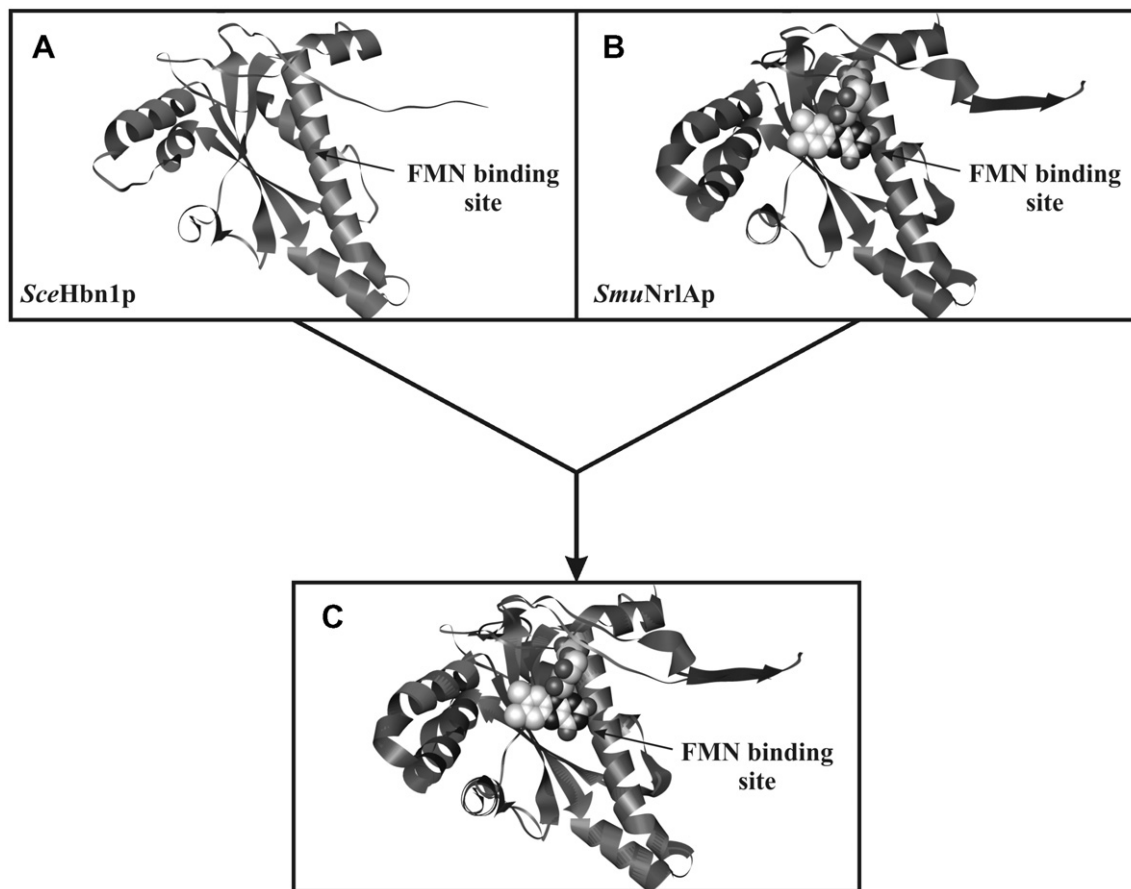 A
FMN binding
site
SceHbn1p
B
FMN binding
site
SmuNrlAp
C
FMN binding
site